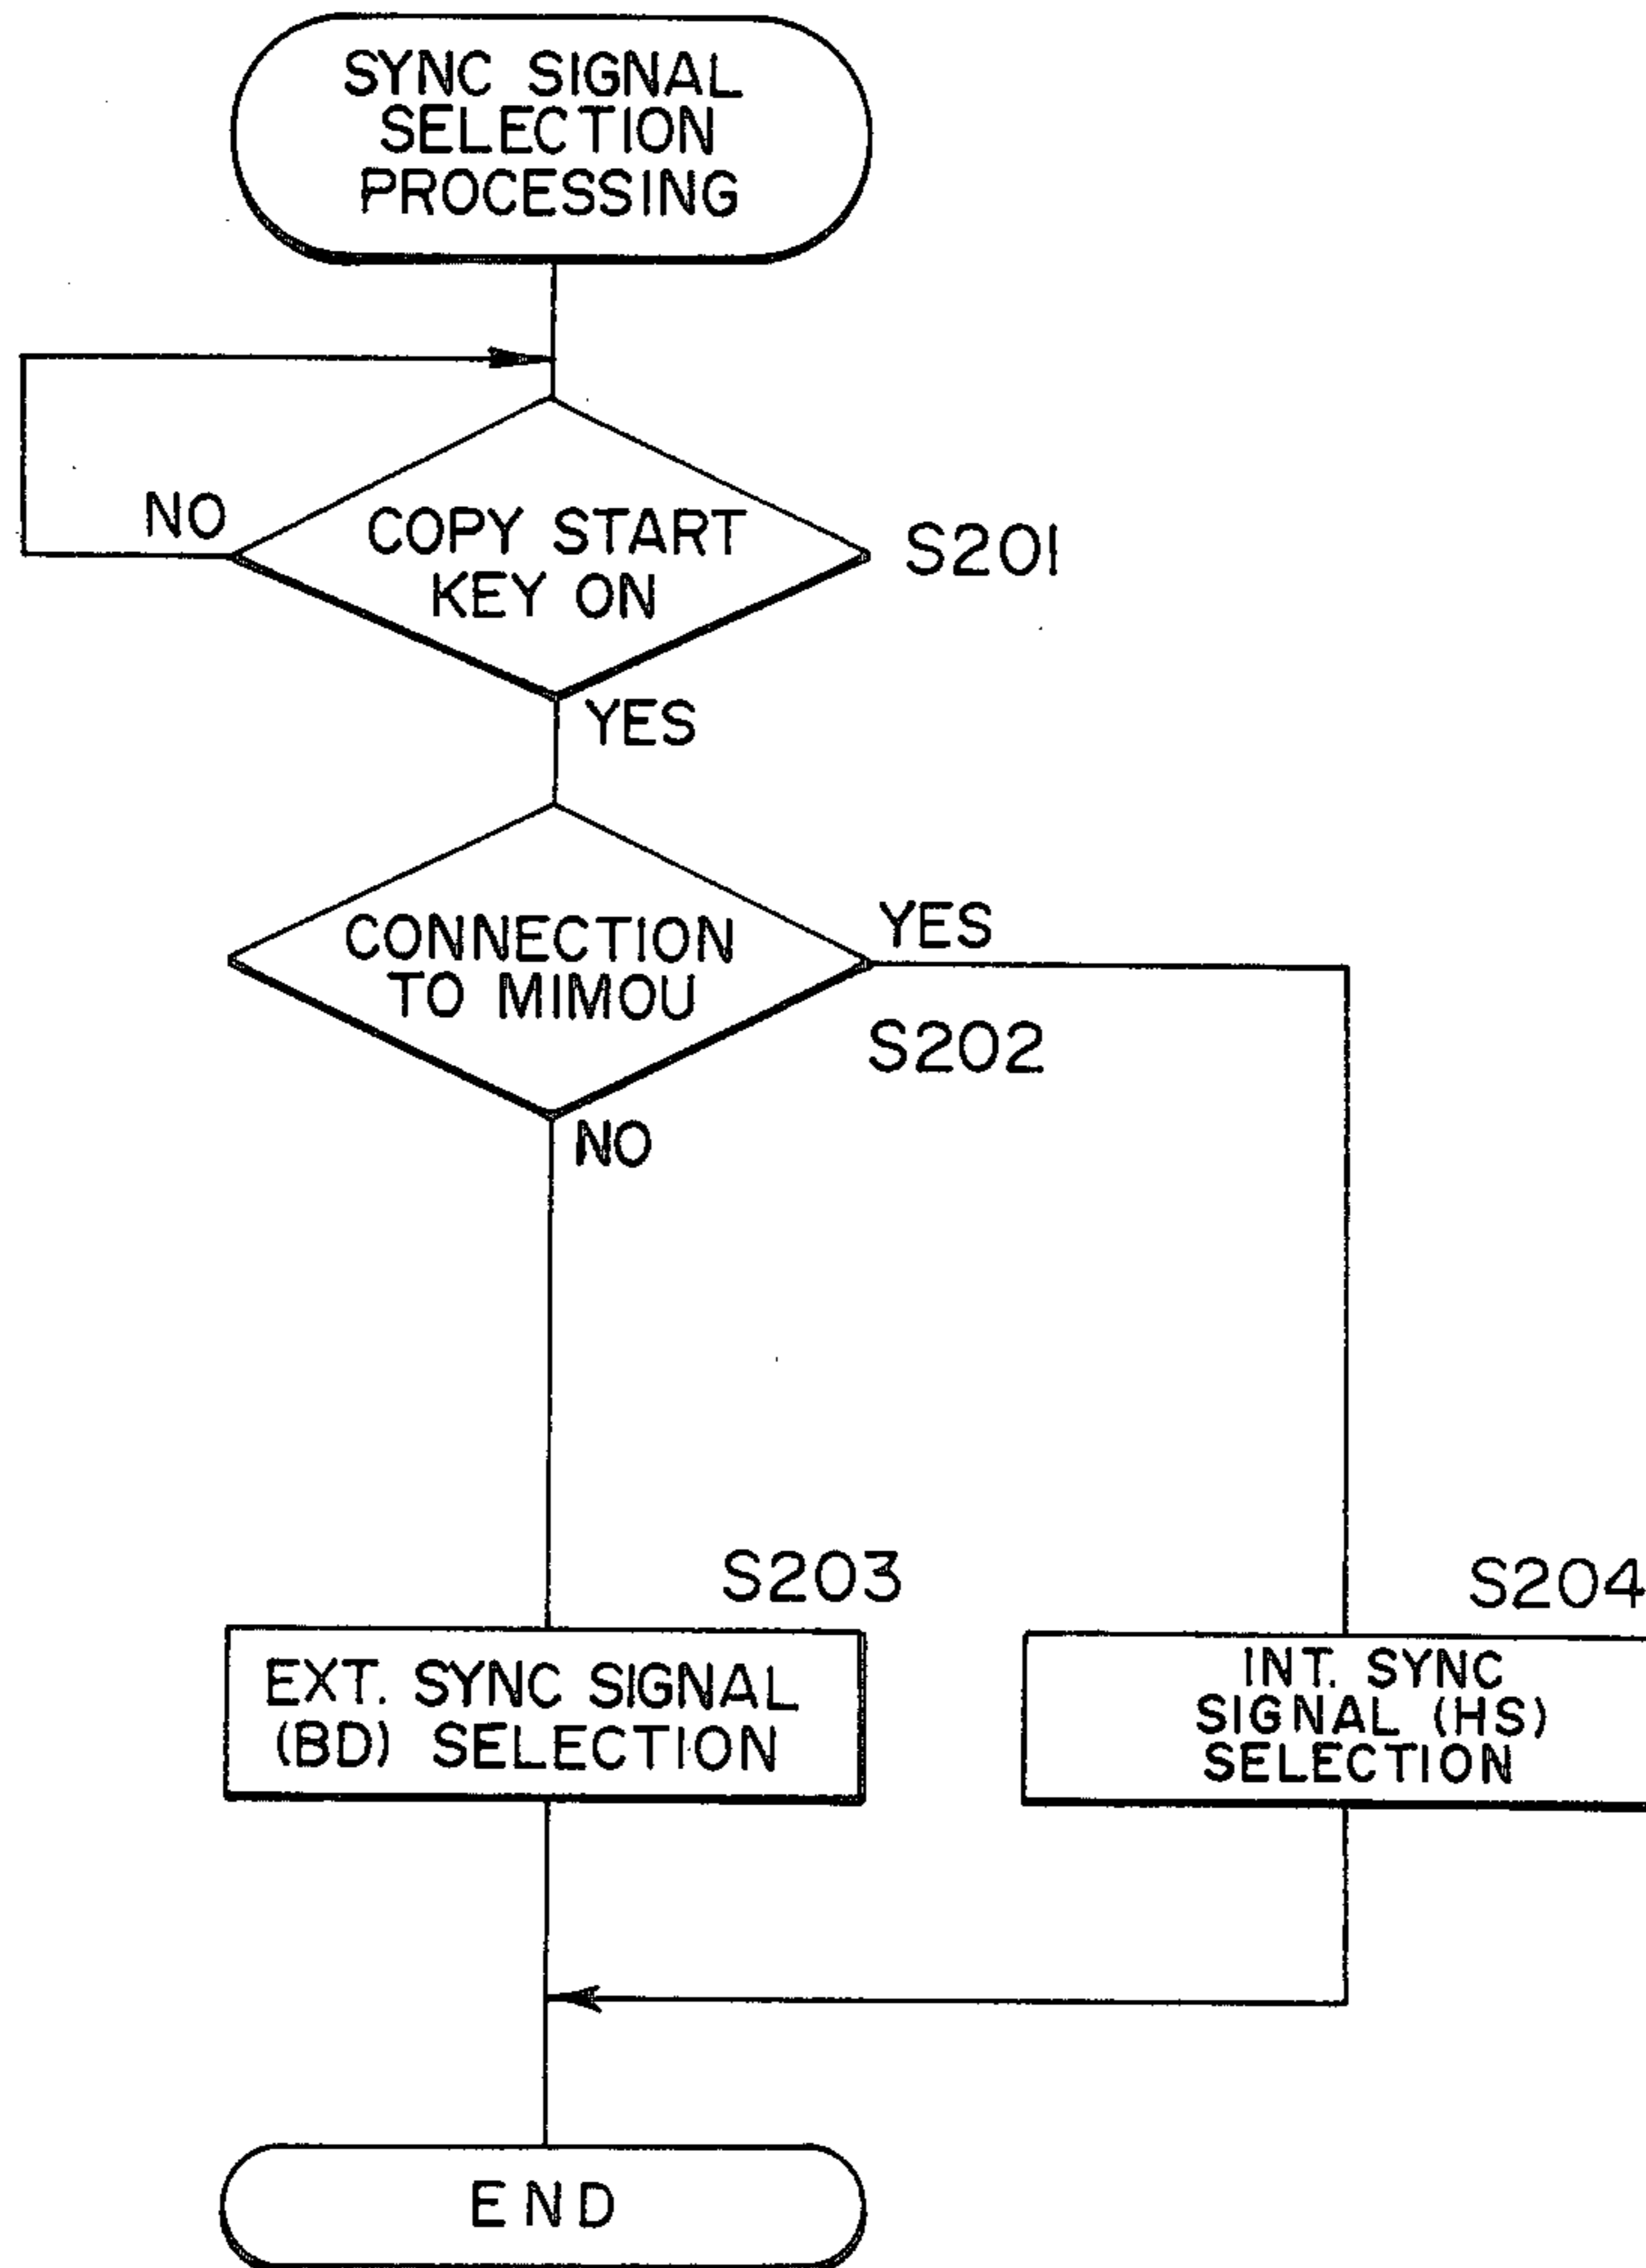 SYNC SIGNAL
SELECTION
PROCESSING
NO
COPY START
KEY ON
S201
YES
CONNECTION
TO MIMOU
YES
S202
NO
S203
EXT. SYNC SIGNAL
(BD) SELECTION
S204
INT. SYNC
SIGNAL (HS)
SELECTION
END